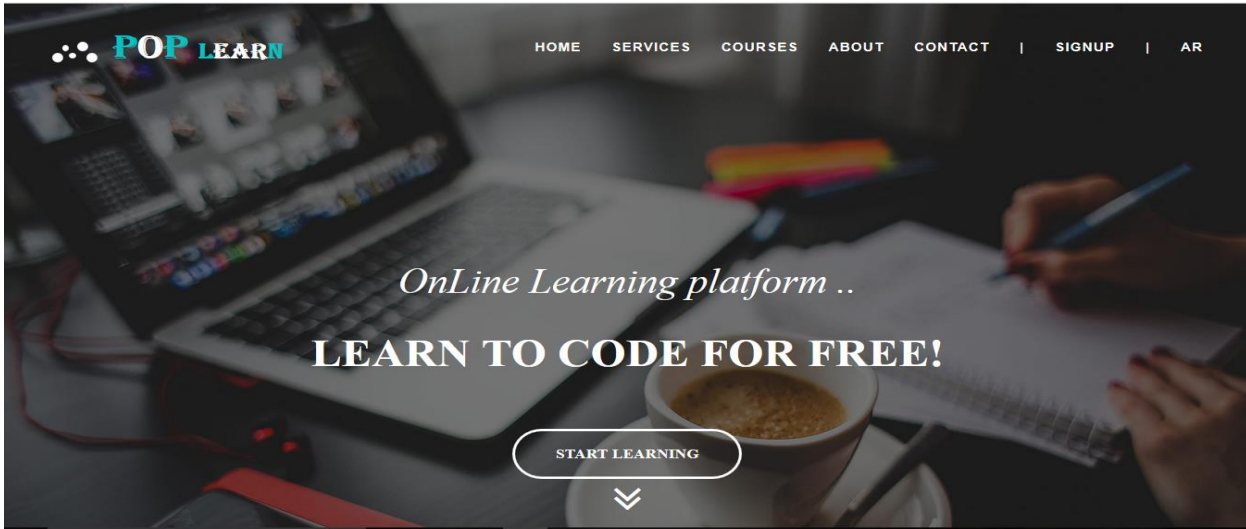 POP LEARN
HOME SERVICES COURSES ABOUT CONTACT | SIGNUP | AR
OnLine Learning platform ..
LEARN TO CODE FOR FREE!
START LEARNING